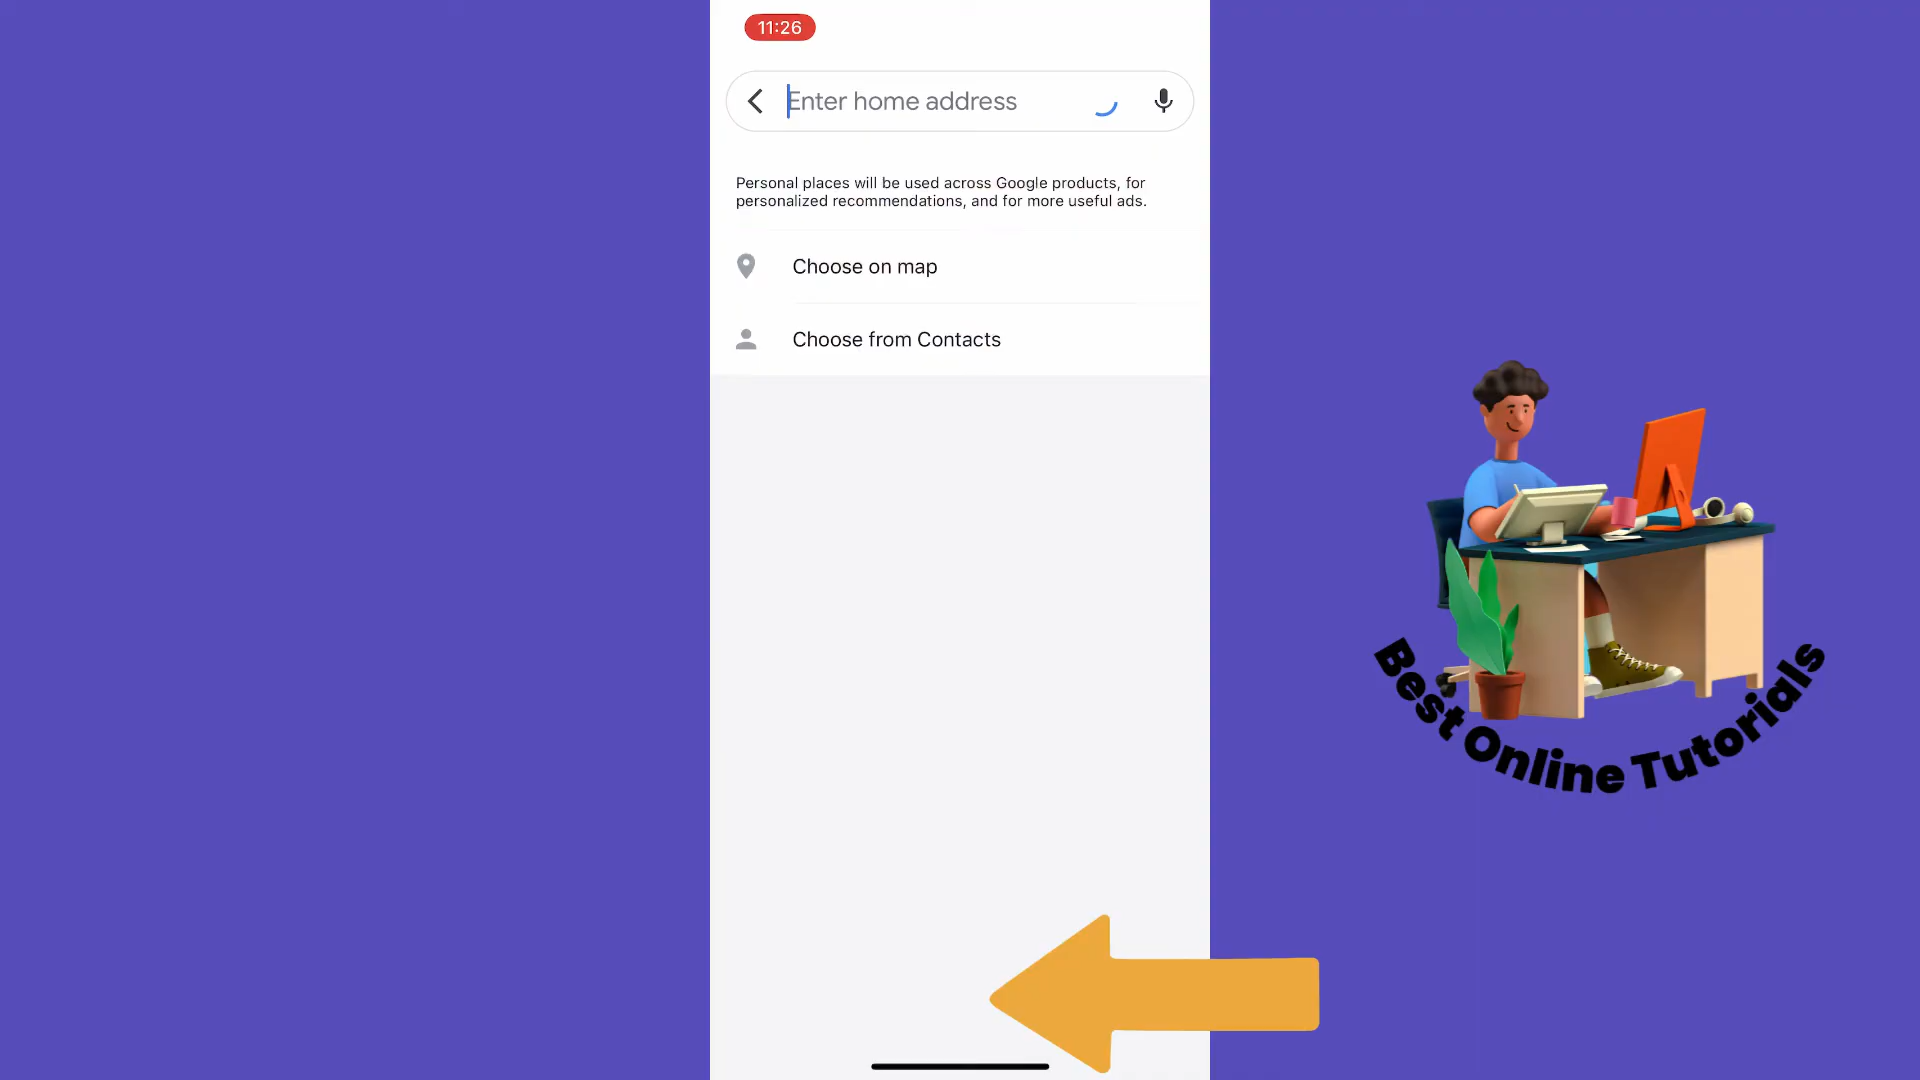 11:26
Enter home address
Personal places will be used across Google products, for
personalized recommendations, and for more useful ads.
Choose on map
Choose from Contacts
Best Online Tutorials